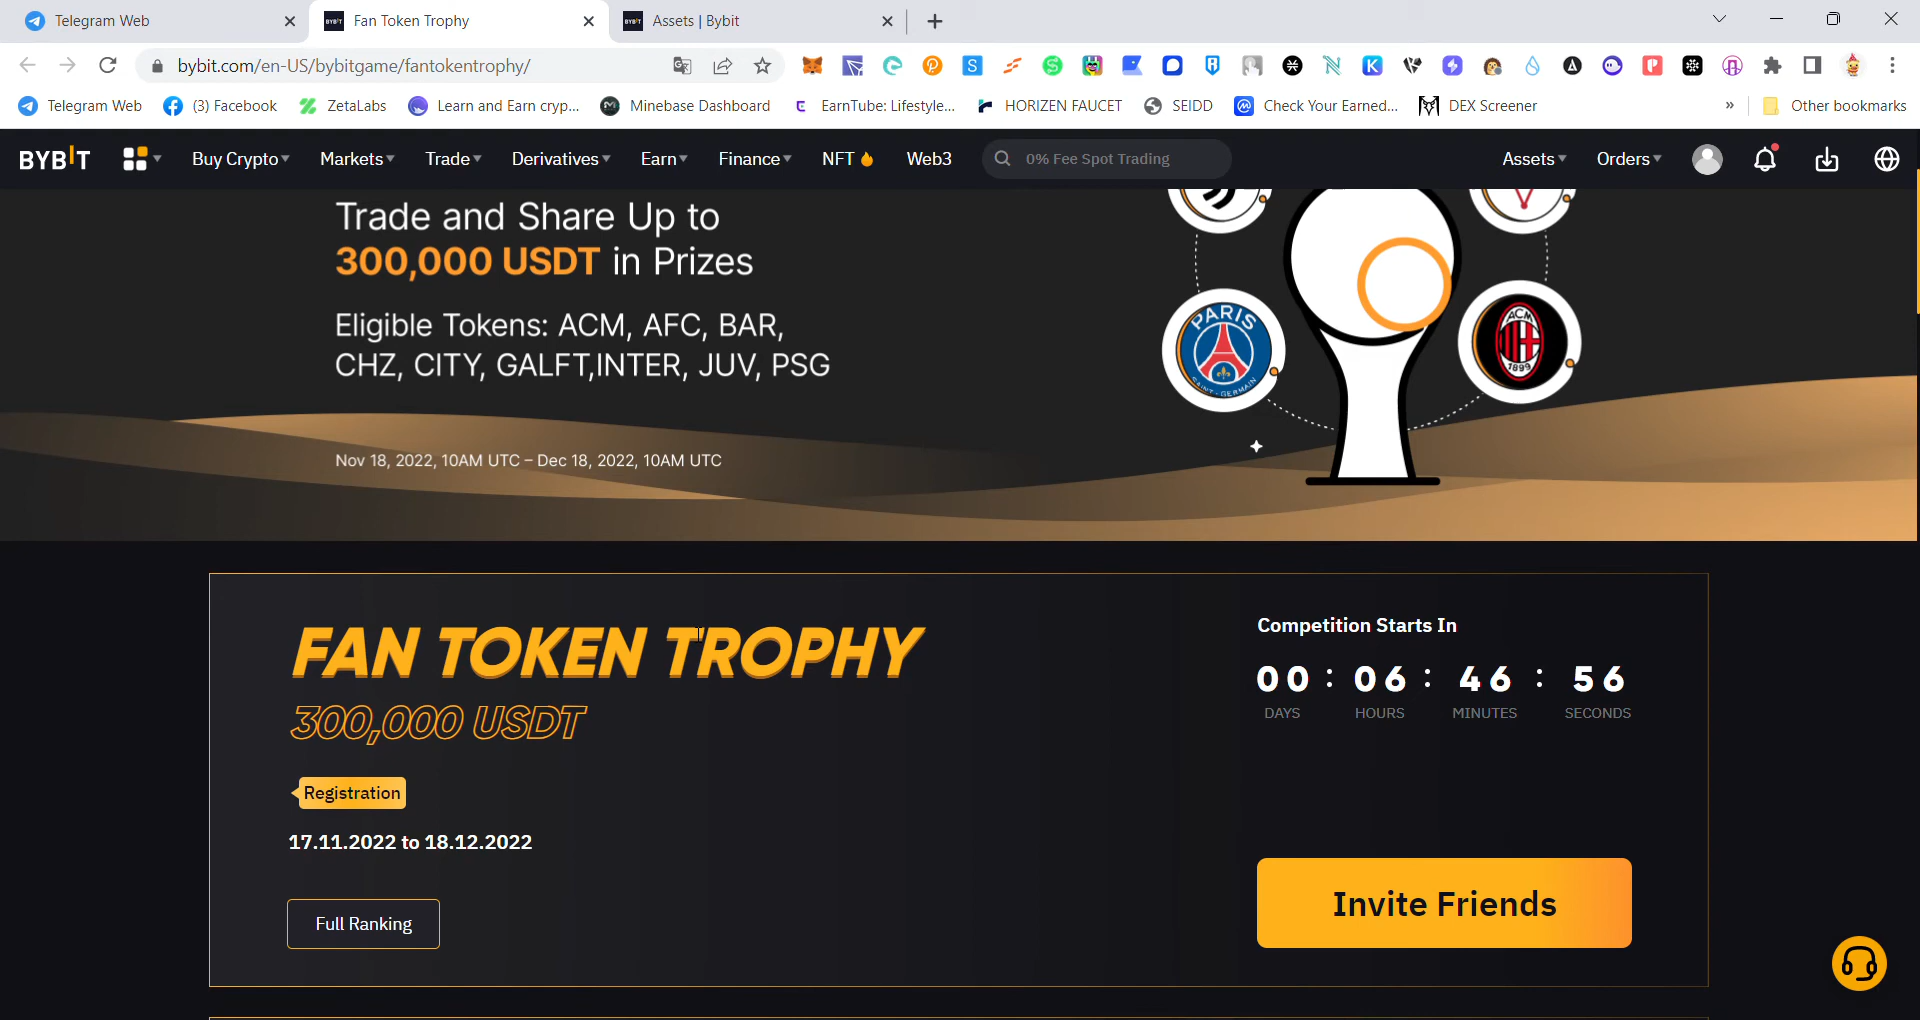 Telegram Web
Fan Token Trophy
Assets | Bybit
bybit.com/en-US/bybitgame/fantokentrophy/
Telegram Web
(3) Facebook
ZetaLabs
Learn and Earn cryp...
Minebase Dashboard
EarnTube: Lifestyle...
HORIZEN FAUCET
SEIDD
Check Your Earned...
DEX Screener
»
Other bookmarks
BYBIT
Buy Crypto
Markets
Trade
Derivatives
Earn
Finance
NFT
Web3
0% Fee Spot Trading
Assets
Orders
Trade and Share Up to
300,000 USDT in Prizes
Eligible Tokens: ACM, AFC, BAR,
CHZ, CITY, GALFT,INTER, JUV, PSG
Nov 18, 2022, 10AM UTC – Dec 18, 2022, 10AM UTC
PARIS
SAINT-GERMAIN
ACM
1899
FAN TOKEN TROPHY
300,000 USDT
Registration
17.11.2022 to 18.12.2022
Full Ranking
Competition Starts In
00 : 06 : 46 : 56
DAYS HOURS MINUTES SECONDS
Invite Friends